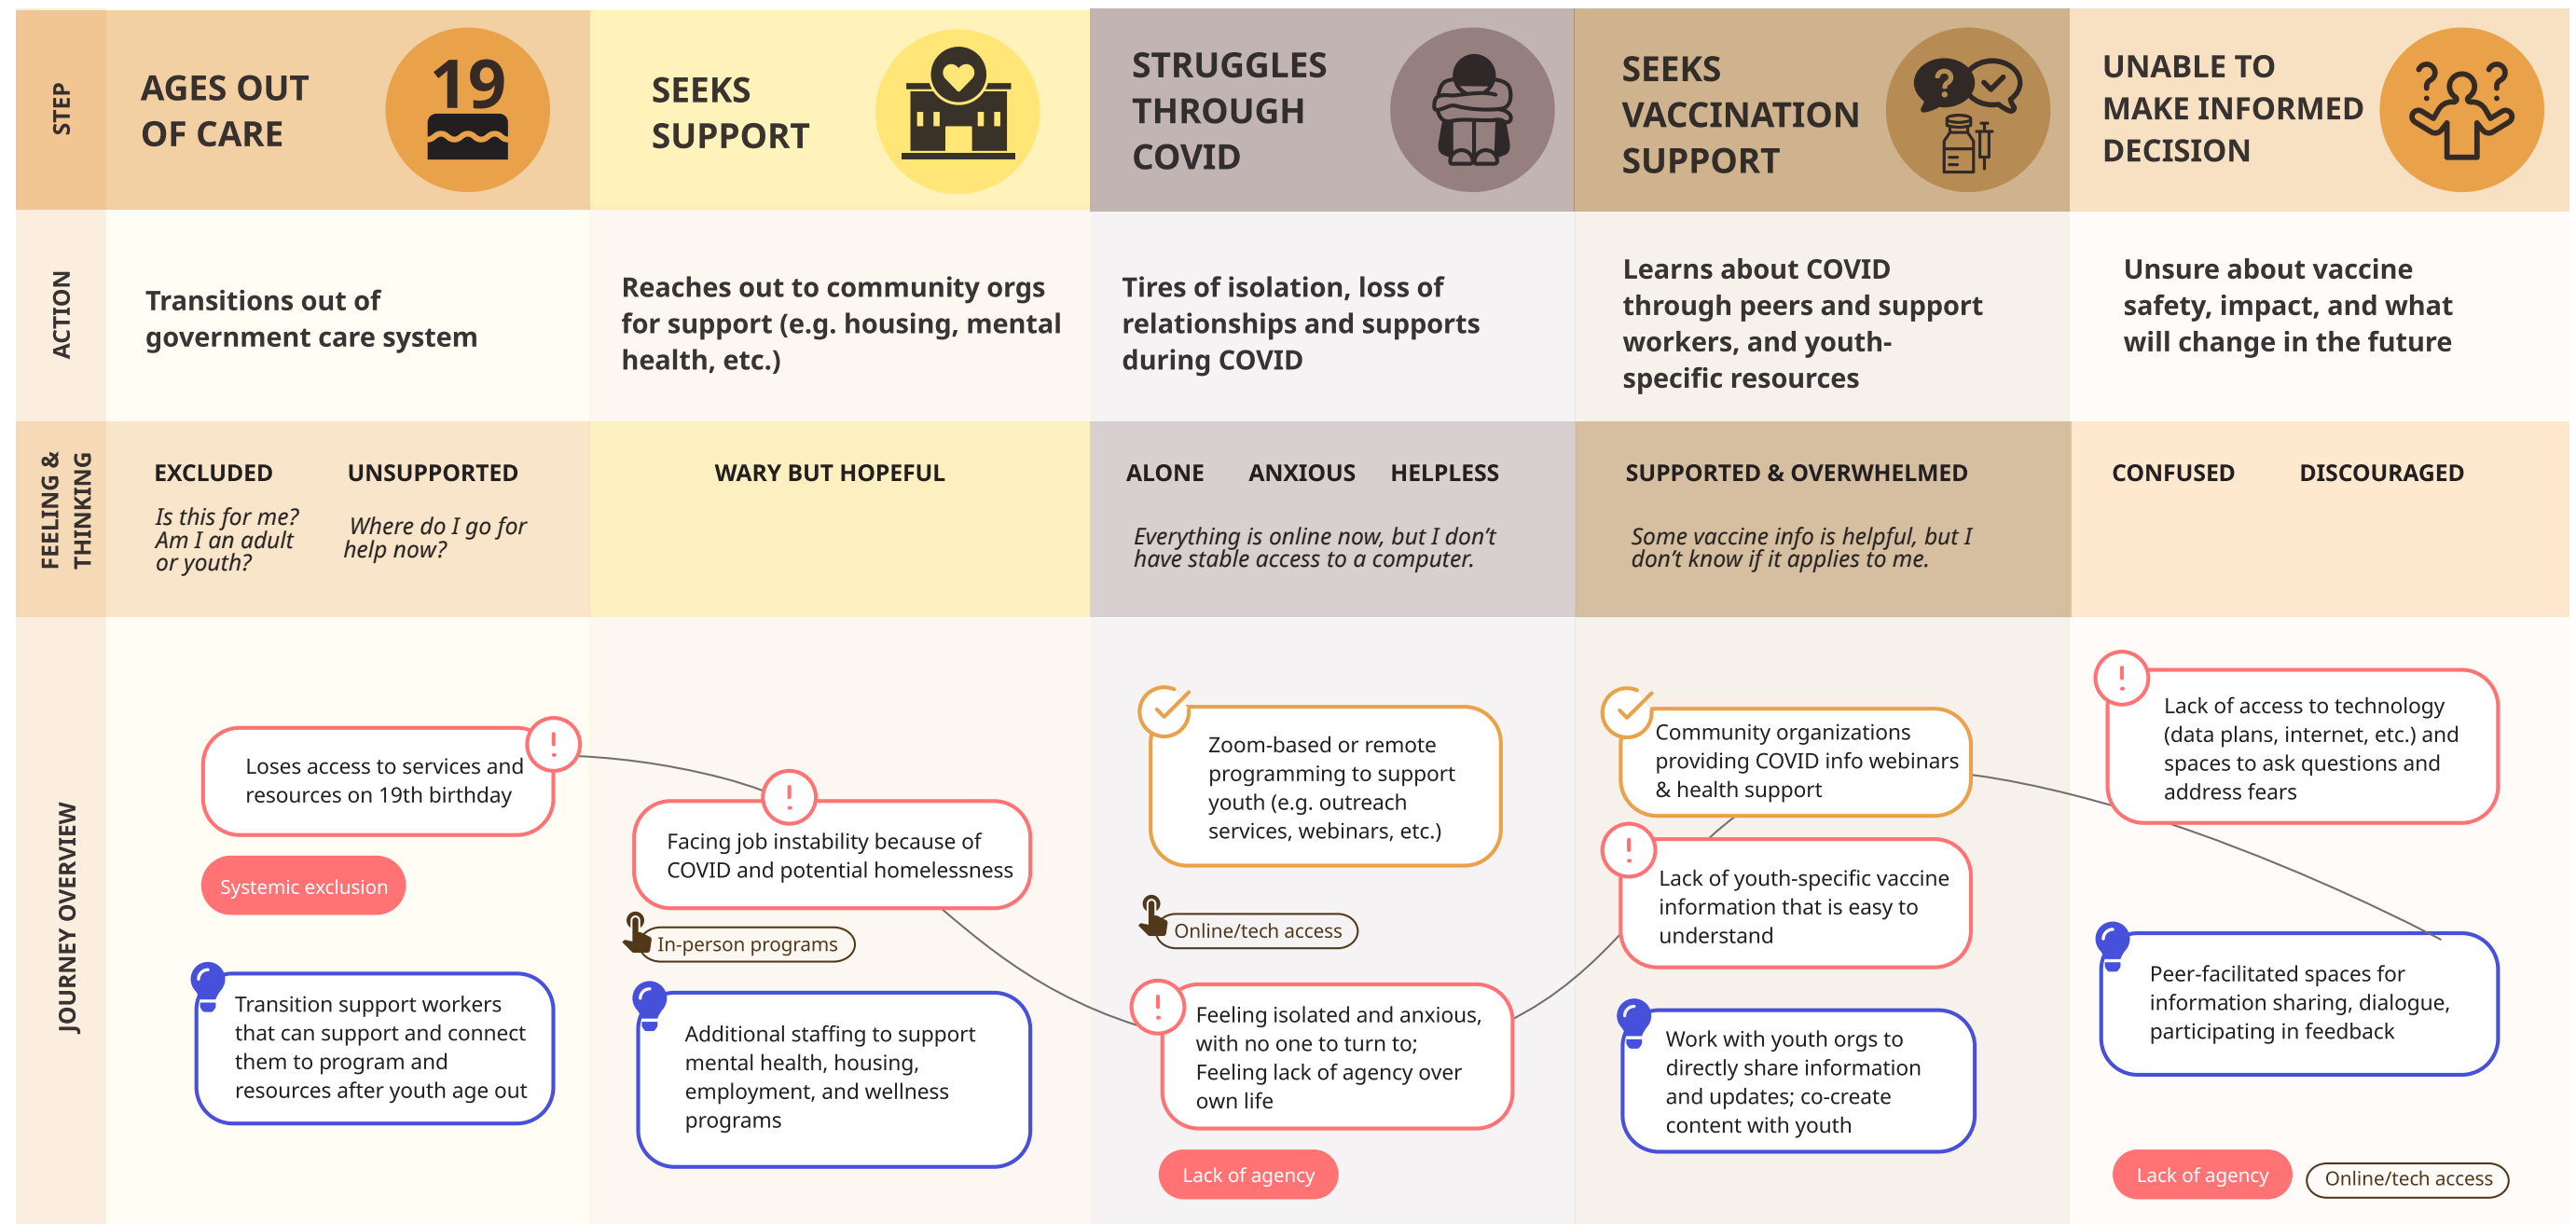 STEP
AGES OUT
OF CARE
19
SEEKS
SUPPORT
STRUGGLES
THROUGH
COVID
SEEKS
VACCINATION
SUPPORT
UNABLE TO
MAKE INFORMED
DECISION
ACTION
Transitions out of
government care system
Reaches out to community orgs
for support (e.g. housing, mental
health, etc.)
Tires of isolation, loss of
relationships and supports
during COVID
Learns about COVID
through peers and support
workers, and youth-
specific resources
Unsure about vaccine
safety, impact, and what
will change in the future
FEELING &
THINKING
EXCLUDED
Is this for me?
Am I an adult
or youth?
UNSUPPORTED
Where do I go for
help now?
WARY BUT HOPEFUL
ALONE
ANXIOUS
HELPLESS
Everything is online now, but I don’t
have stable access to a computer.
SUPPORTED & OVERWHELMED
Some vaccine info is helpful, but I
don’t know if it applies to me.
CONFUSED
DISCOURAGED
JOURNEY OVERVIEW
Loses access to services and
resources on 19th birthday
Systemic exclusion
Transition support workers
that can support and connect
them to program and
resources after youth age out
Facing job instability because of
COVID and potential homelessness
In-person programs
Additional staffing to support
mental health, housing,
employment, and wellness
programs
Zoom-based or remote
programming to support
youth (e.g. outreach
services, webinars, etc.)
Online/tech access
Feeling isolated and anxious,
with no one to turn to;
Feeling lack of agency over
own life
Lack of agency
Community organizations
providing COVID info webinars
& health support
Lack of youth-specific vaccine
information that is easy to
understand
Work with youth orgs to
directly share information
and updates; co-create
content with youth
Lack of access to technology
(data plans, internet, etc.) and
spaces to ask questions and
address fears
Peer-facilitated spaces for
information sharing, dialogue,
participating in feedback
Lack of agency
Online/tech access